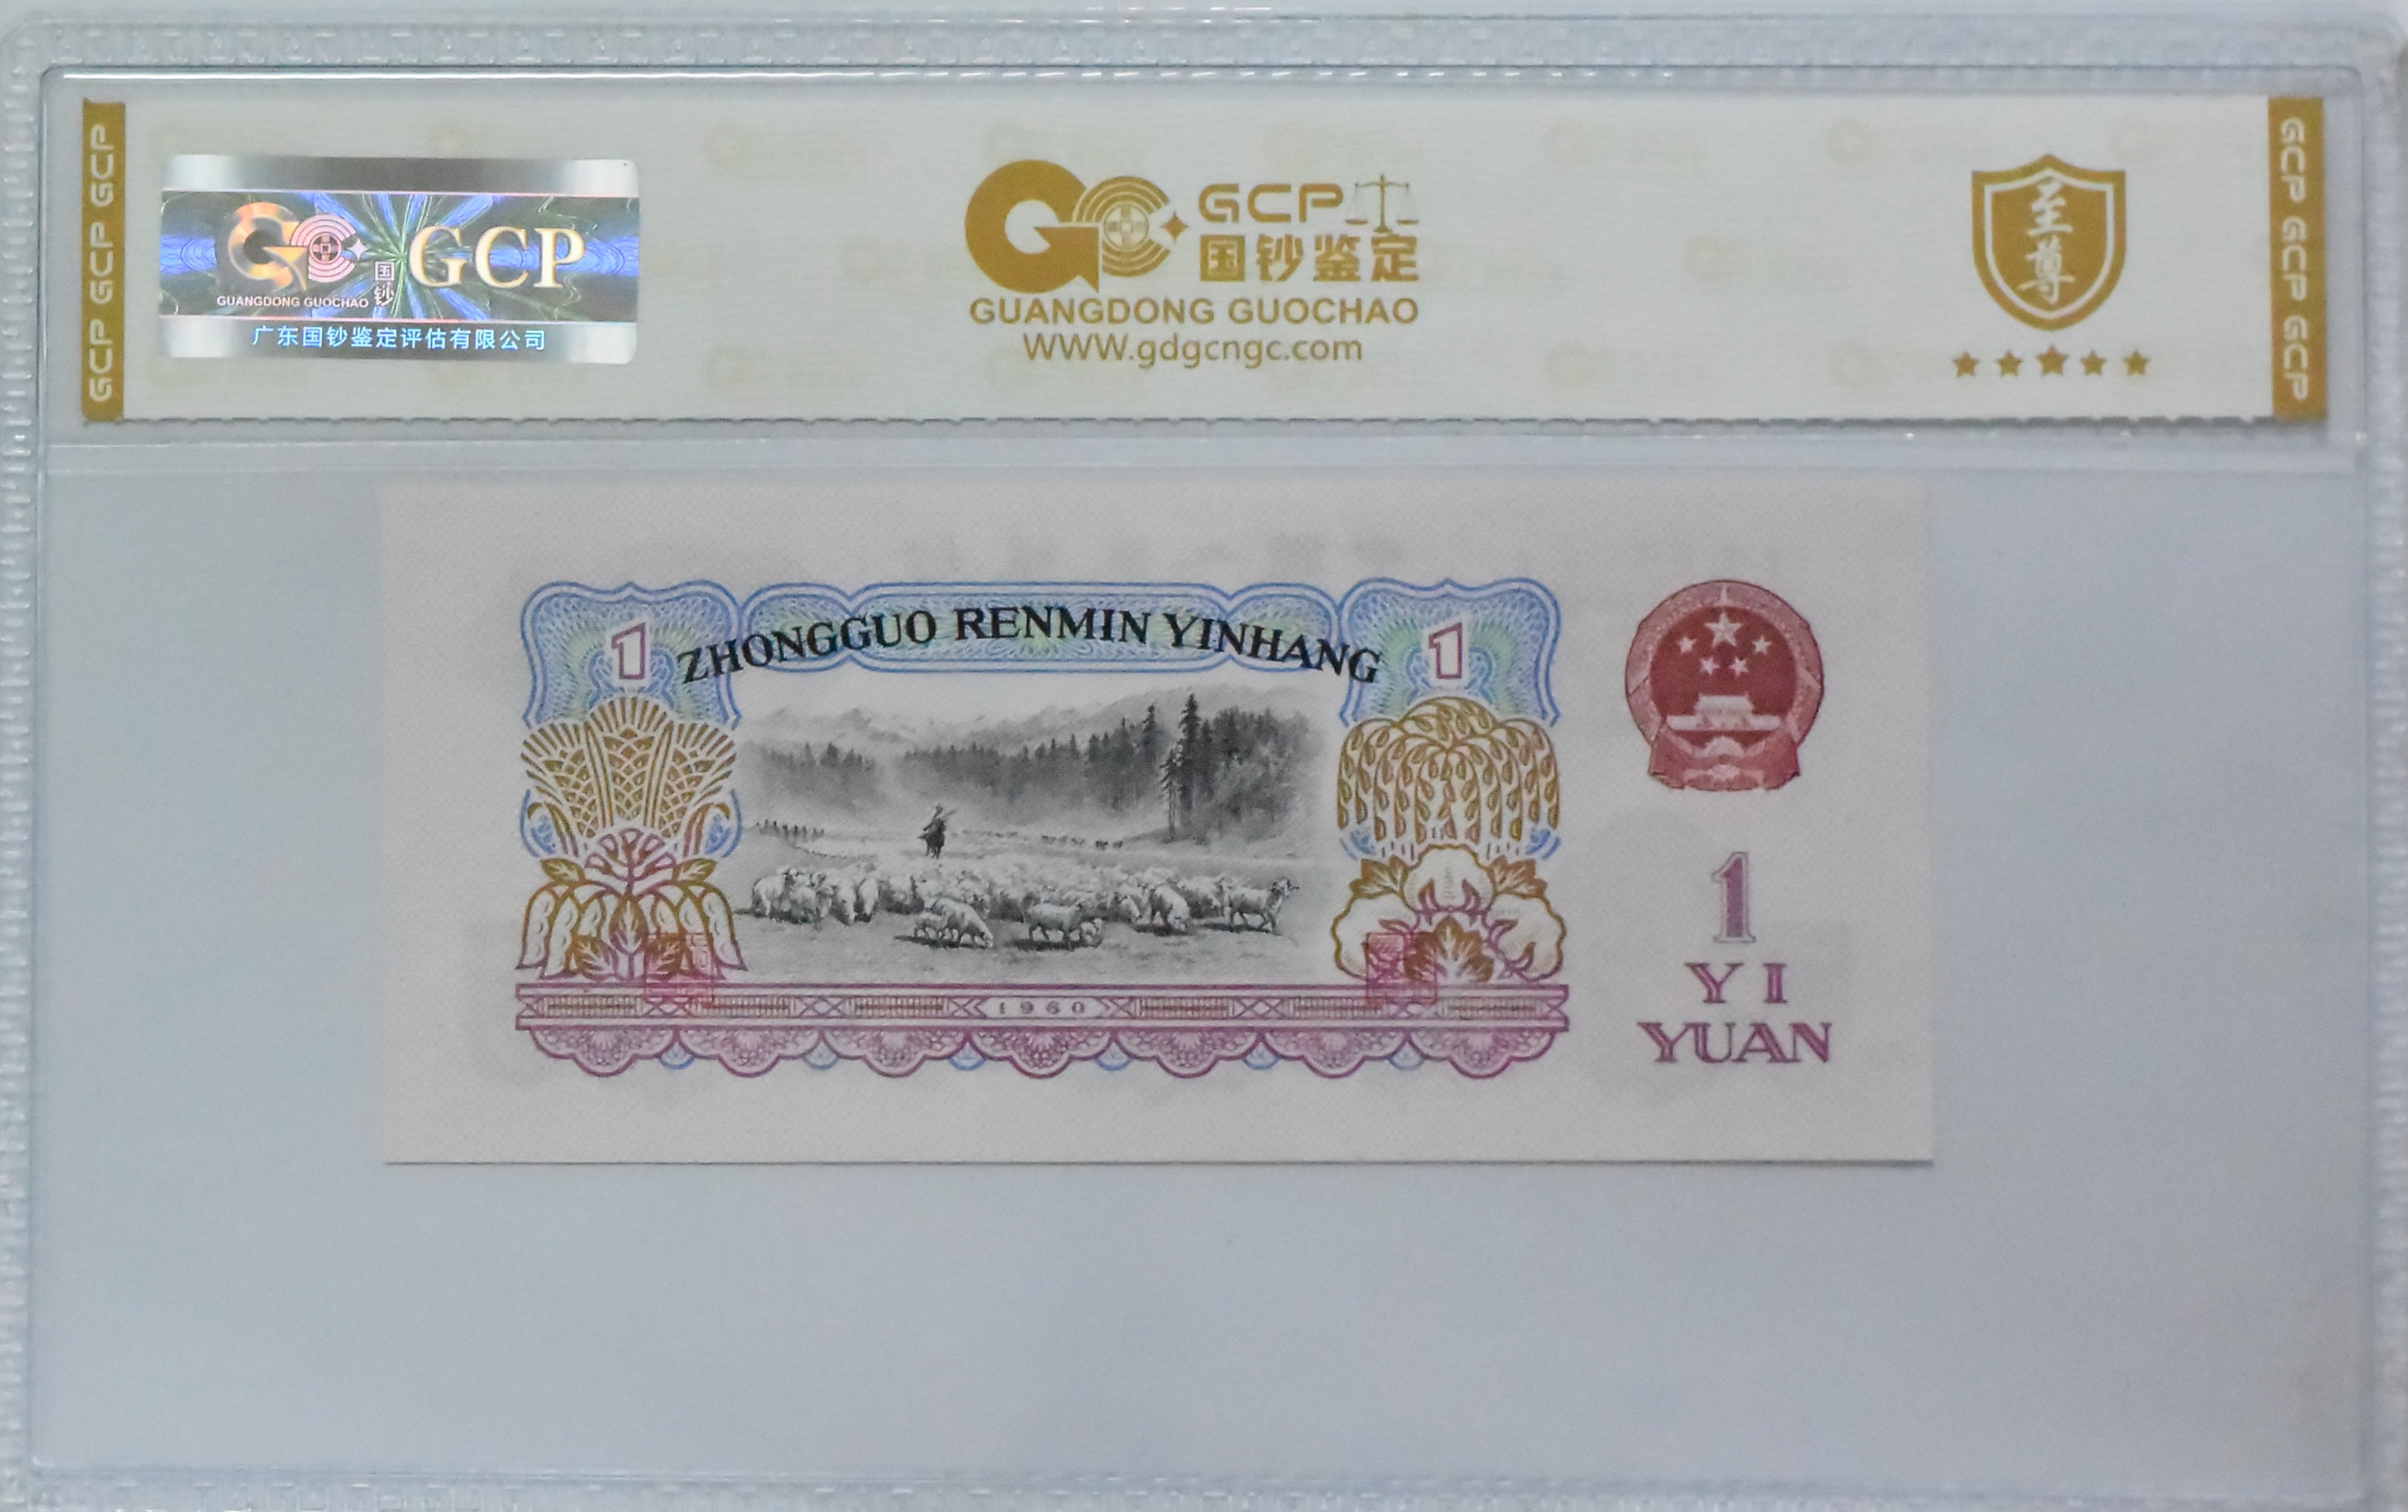 GCP GCP GCP
GUANGDONG GUOCHAO
国钞
GCP
广东国钞鉴定评估有限公司
GCP
国钞鉴定
GUANGDONG GUOCHAO
WWW.gdgcngc.com
至尊
GCP GCP GCP
1
ZHONGGUO RENMIN YINHANG
1
1960
1
YI
YUAN